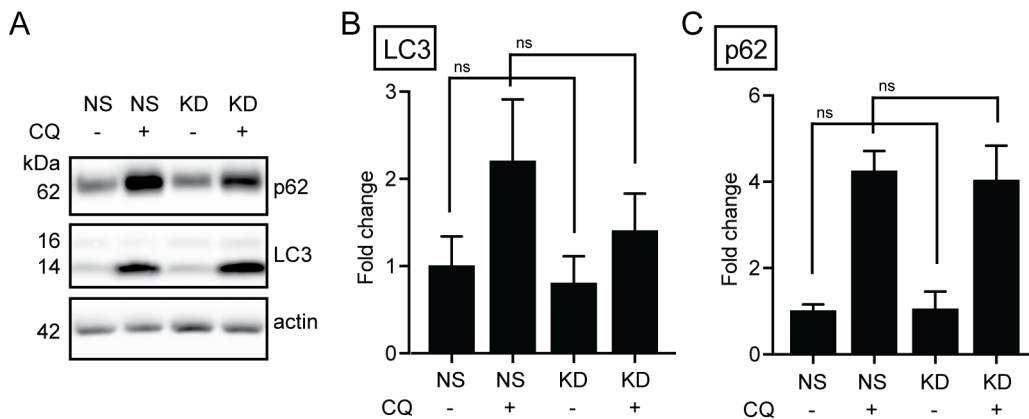 A
NS NS KD KD
CQ - + - +
kDa
62 p62
16
14 LC3
42 actin
B LC3
ns
ns
Fold change
3
2
1
0
NS NS KD KD
CQ - + - +
C p62
ns
ns
Fold change
6
4
2
0
NS NS KD KD
- + - +